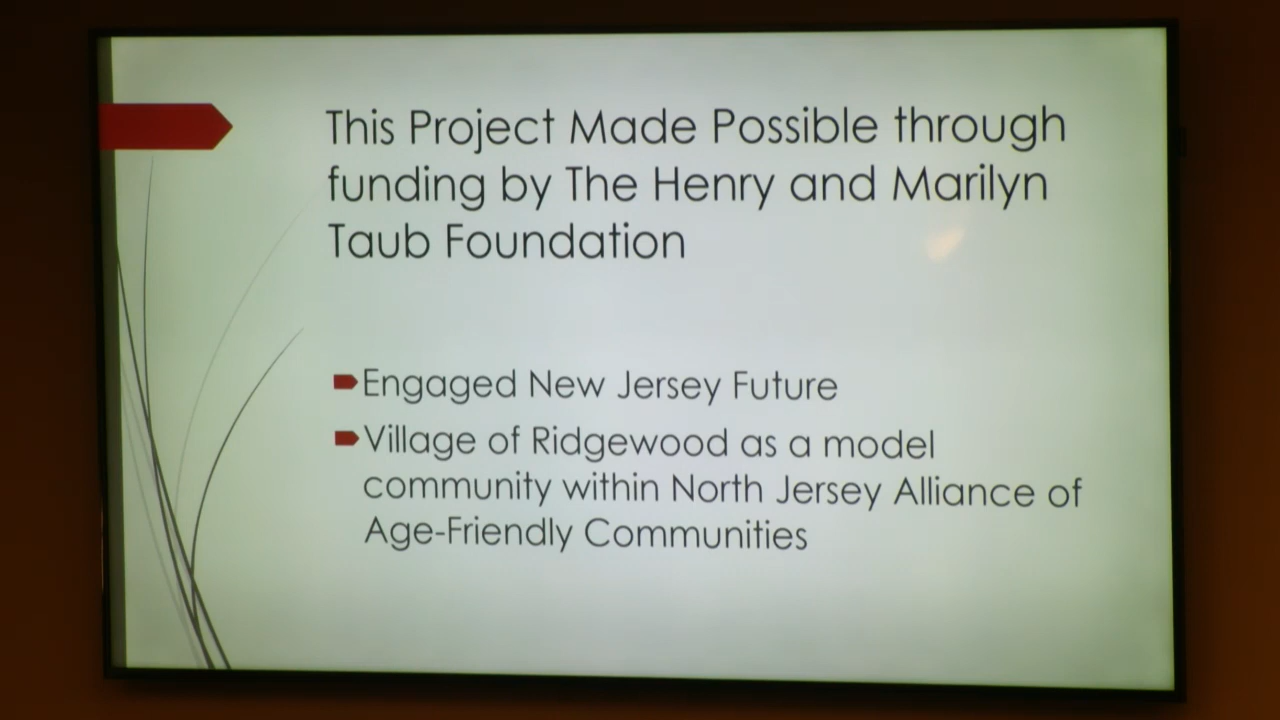 This Project Made Possible through
funding by The Henry and Marilyn
Taub Foundation
Engaged New Jersey Future
Village of Ridgewood as a model
community within North Jersey Alliance of
Age-Friendly Communities